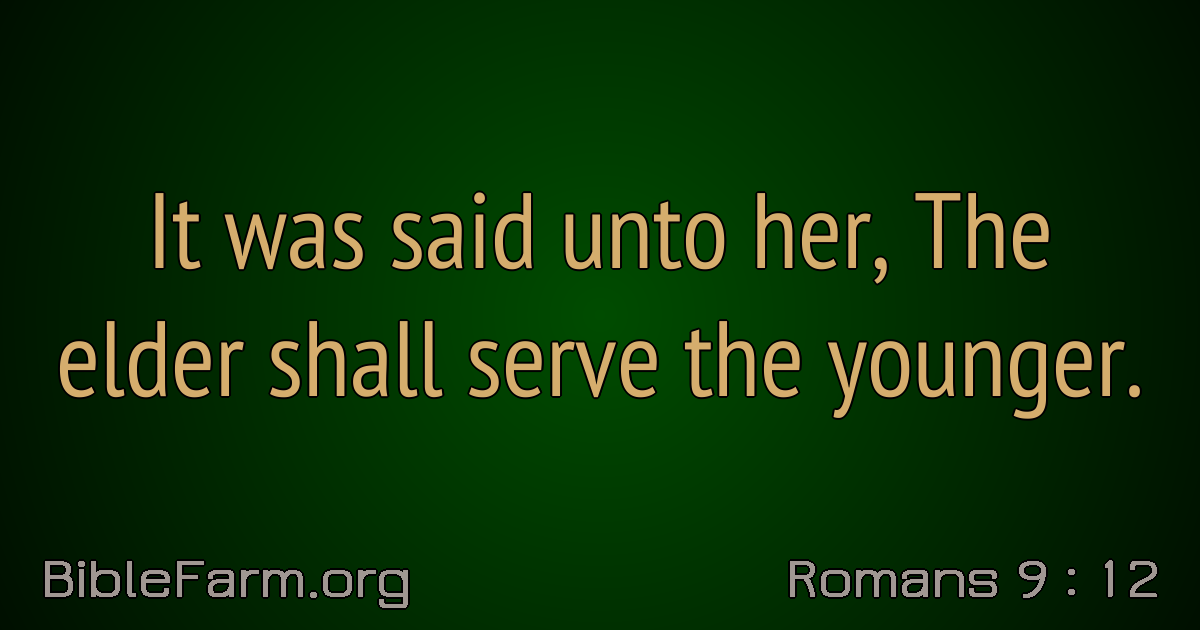 It was said unto her, The
elder shall serve the younger.
BibleFarm.org
Romans 9 : 12